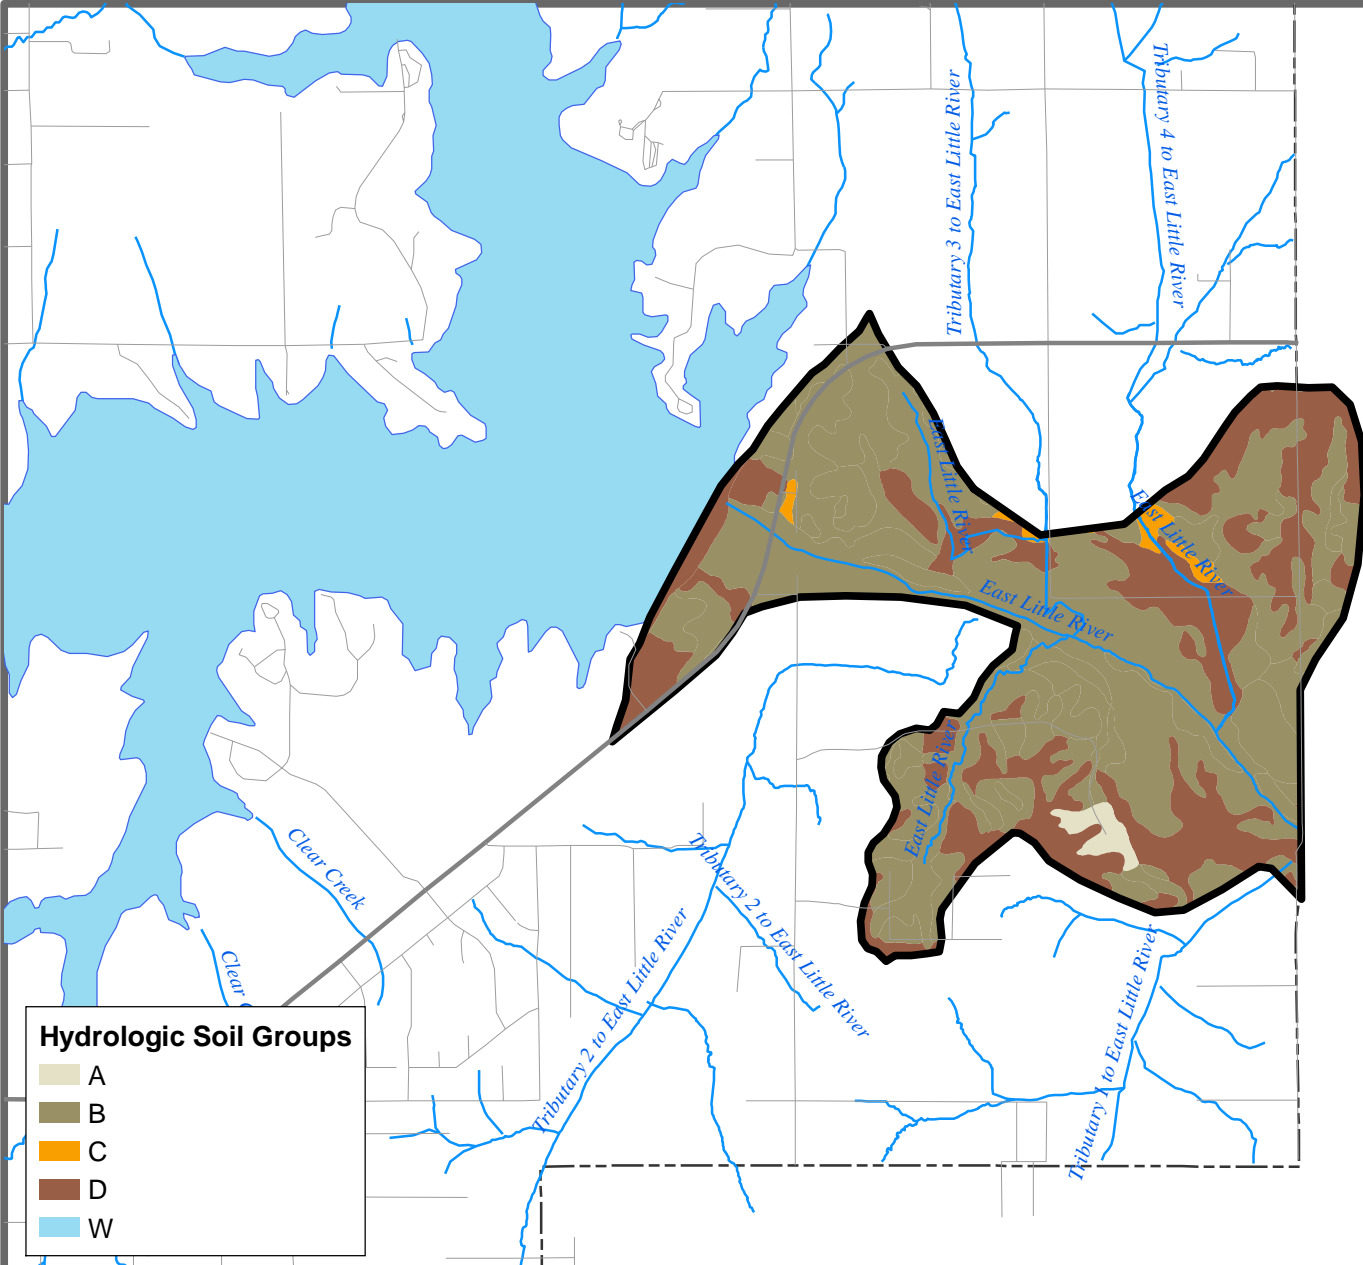 Tributary 3 to East Little River
Tributary 4 to East Little River
East Little River
East Little River
East Little River
East Little River
Clear Creek
Tributary 2 to East Little River
Tributary 2 to East Little River
Tributary 1 to East Little River
Clear C
Hydrologic Soil Groups
A
B
C
D
W